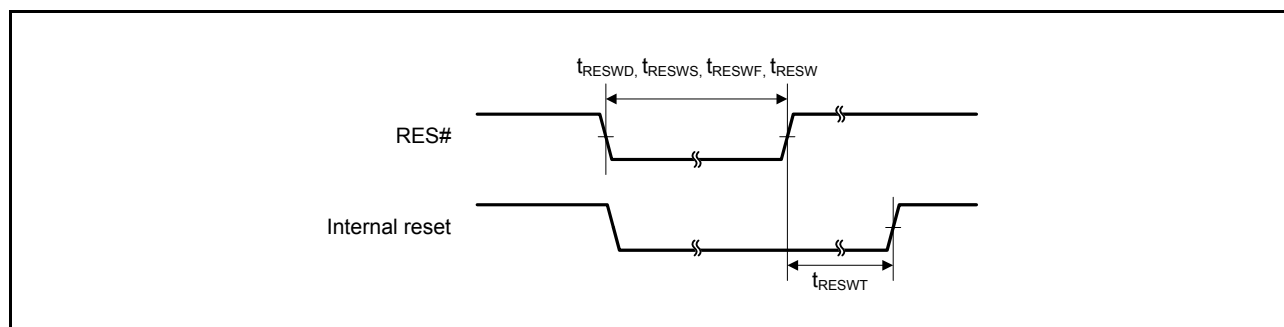 tRESWD, tRESWS, tRESWF, tRESW
RES#
Internal reset
tRESWT